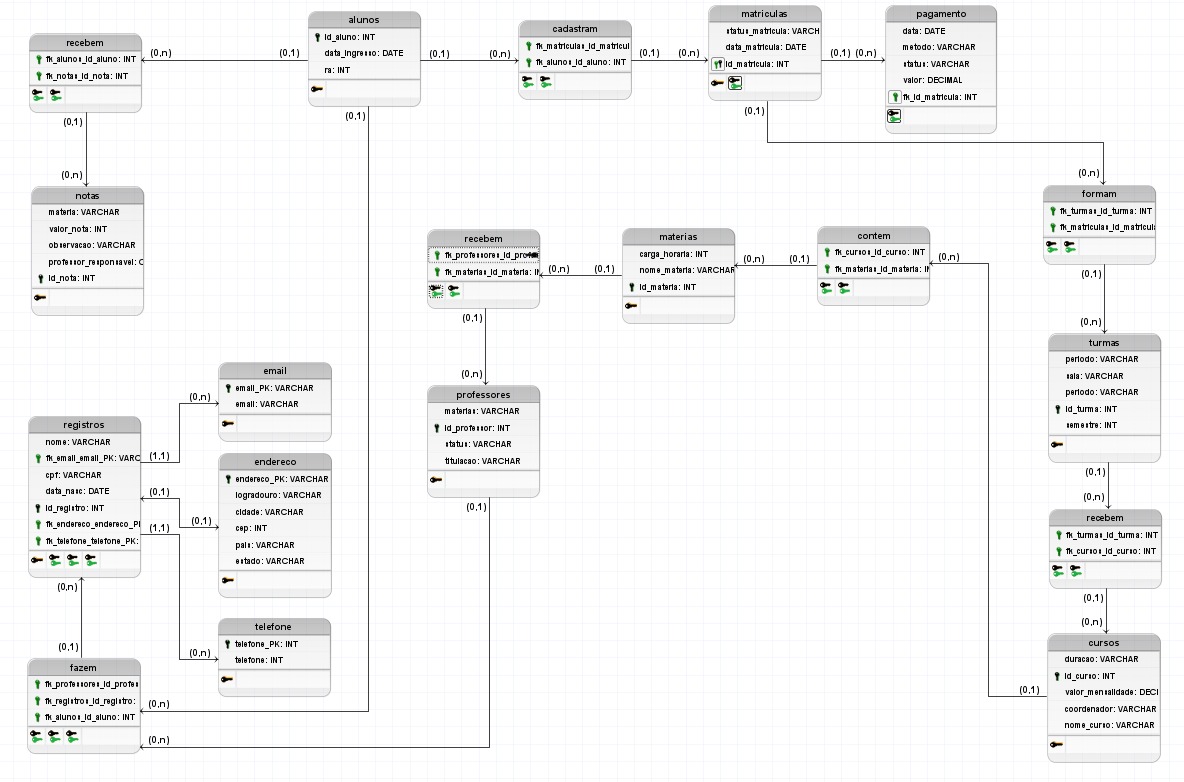 recebem
fk_alunos_id_aluno: INT
fk_notas_id_nota: INT
(0,n)
(0,1)
alunos
id_aluno: INT
data_ingresso: DATE
ra: INT
(0,1)
(0,n)
cadastram
fk_matriculas_id_matricul
fk_alunos_id_aluno: INT
(0,1)
(0,n)
matriculas
status_matricula: VARCH
data_matricula: DATE
id_matricula: INT
(0,1)
(0,n)
pagamento
data: DATE
metodo: VARCHAR
status: VARCHAR
valor: DECIMAL
fk_id_matricula: INT
(0,1)
(0,n)
(0,1)
(0,1)
(0,n)
notas
materia: VARCHAR
valor_nota: INT
observacao: VARCHAR
professor_responsavel: C
id_nota: INT
recebem
fk_professores_id_pro
fk_materias_id_materia: IN
(0,n)
(0,1)
materias
carga_horaria: INT
nome_materia: VARCHAR
id_materia: INT
(0,n)
(0,1)
contem
fk_cursos_id_curso: INT
fk_materias_id_materia: IN
(0,n)
formam
fk_turmas_id_turma: INT
fk_matriculas_id_matricula
(0,1)
(0,n)
turmas
periodo: VARCHAR
sala: VARCHAR
periodo: VARCHAR
id_turma: INT
semestre: INT
(0,1)
(0,n)
(0,1)
(0,n)
professores
materias: VARCHAR
id_professor: INT
status: VARCHAR
titulacao: VARCHAR
(0,1)
email
email_PK: VARCHAR
email: VARCHAR
(0,n)
registros
nome: VARCHAR
fk_email_email_PK: VARC
cpf: VARCHAR
data_nasc: DATE
id_registro: INT
fk_endereco_endereco_PK
fk_telefone_telefone_PK:
(1,1)
(0,1)
(1,1)
(0,1)
endereco
endereco_PK: VARCHAR
logradouro: VARCHAR
cidade: VARCHAR
cep: INT
pais: VARCHAR
estado: VARCHAR
recebem
fk_turmas_id_turma: INT
fk_cursos_id_curso: INT
(0,1)
(0,n)
(0,n)
(0,1)
telefone
telefone_PK: INT
telefone: INT
(0,n)
cursos
duracao: VARCHAR
id_curso: INT
valor_mensalidade: DECI
coordenador: VARCHAR
nome_curso: VARCHAR
(0,1)
fazem
fk_professores_id_profes
fk_registros_id_registro:
fk_alunos_id_aluno: INT
(0,n)
(0,n)